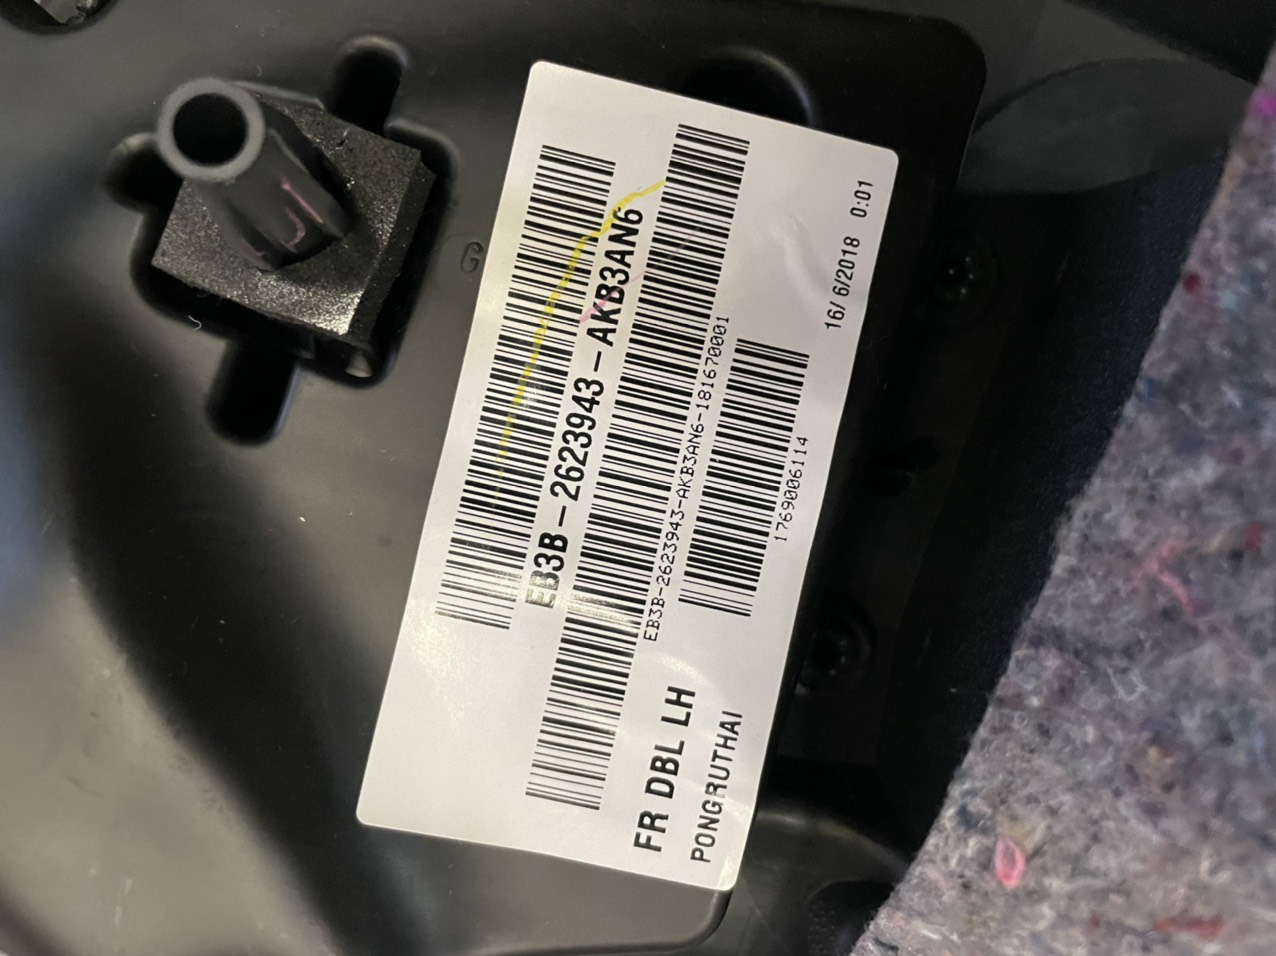 EB3B-2623943-AKB3AN6
EB3B-2623943-AKB3AN6-181670001
1769006114
FR DBL LH
PONGRUTHAI
16/ 6/2018 0:01
G